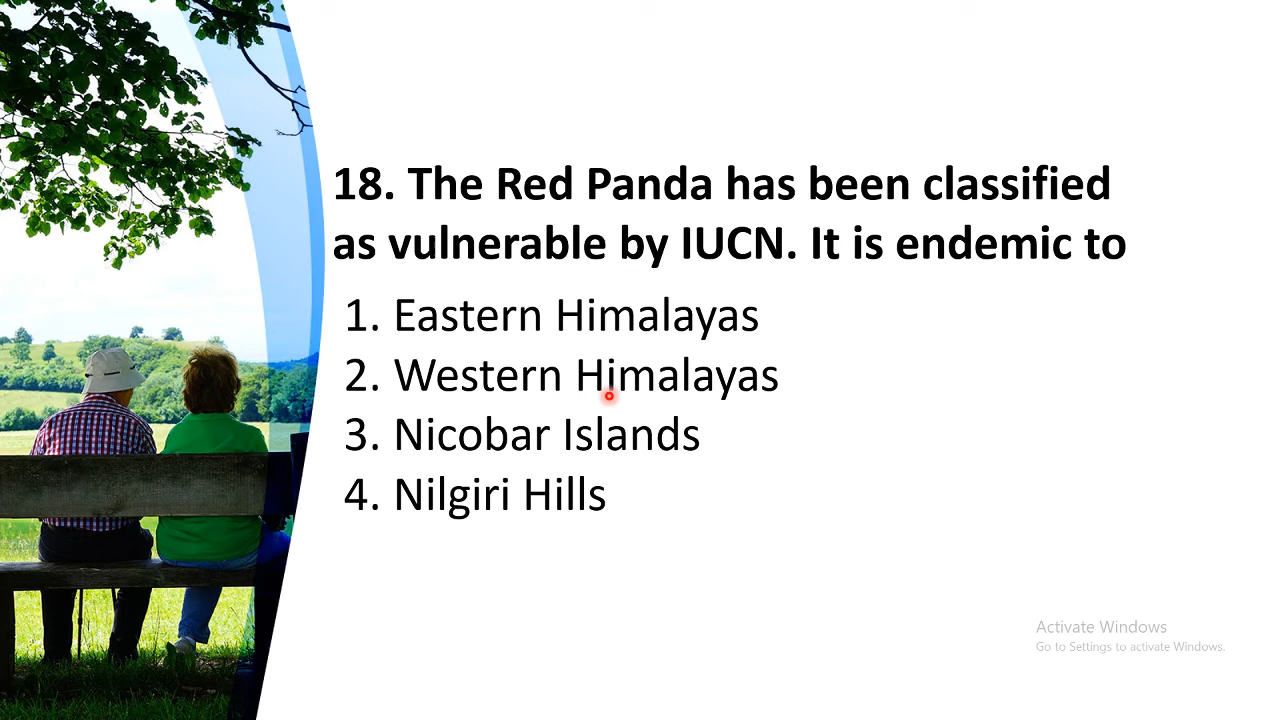 18. The Red Panda has been classified
as vulnerable by IUCN. It is endemic to
1. Eastern Himalayas
2. Western Himalayas
3. Nicobar Islands
4. Nilgiri Hills
Activate Windows
Go to Settings to activate Windows.